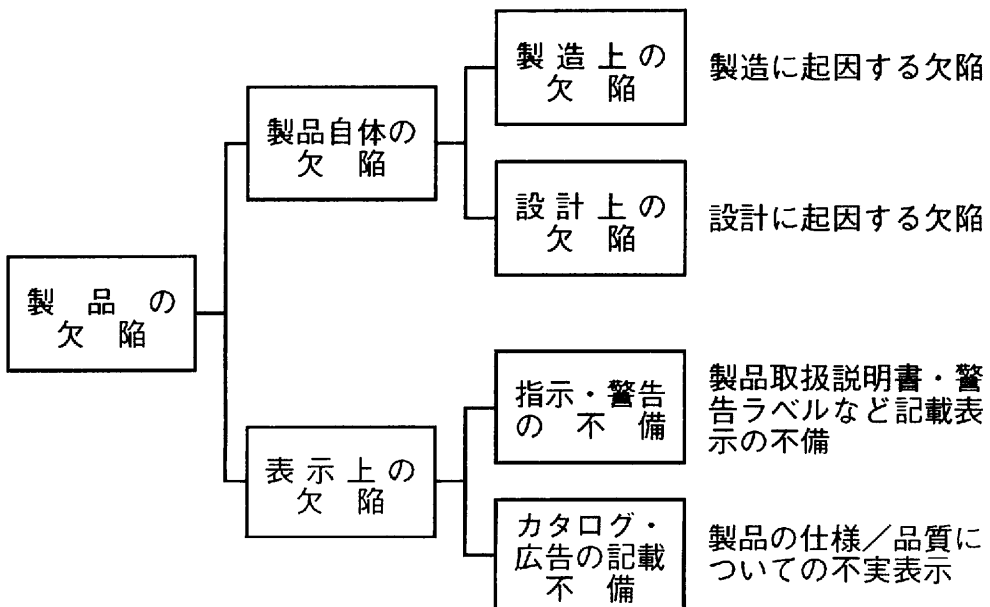 製品の
欠陥
製品自体の
欠陥
製造上の
欠陥
製造に起因する欠陥
設計上の
欠陥
設計に起因する欠陥
表示上の
欠陥
指示・警告
の不備
製品取扱説明書・警
告ラベルなど記載表
示の不備
カタログ・
広告の記載
不備
製品の仕様／品質に
ついての不実表示